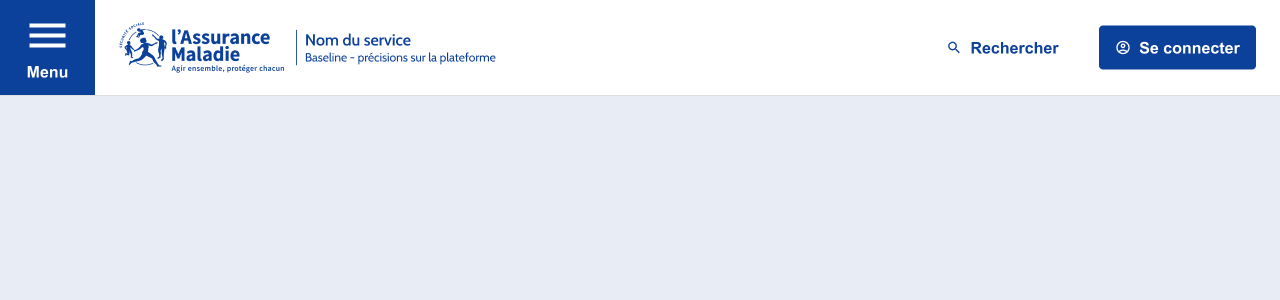 Menu
SÉCURITÉ SOCIALE
l'Assurance
Maladie
Agir ensemble, protéger chacun
Nom du service
Baseline - précisions sur la plateforme
Rechercher
Se connecter